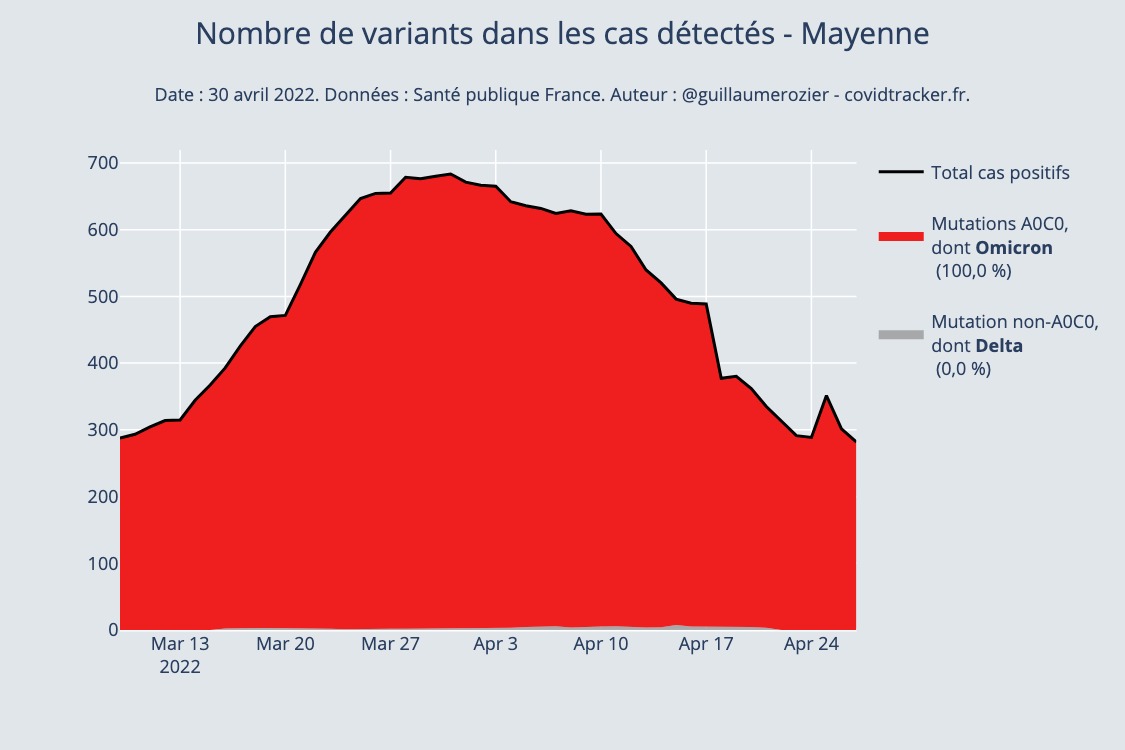 Nombre de variants dans les cas détectés - Mayenne
Date : 30 avril 2022. Données : Santé publique France. Auteur : @guillaumerozier - covidtracker.fr.
700
600
500
400
300
200
100
0
Mar 13
2022
Mar 20
Mar 27
Apr 3
Apr 10
Apr 17
Apr 24
Total cas positifs
Mutations A0C0,
dont Omicron
(100,0 %)
Mutation non-A0C0,
dont Delta
(0,0 %)